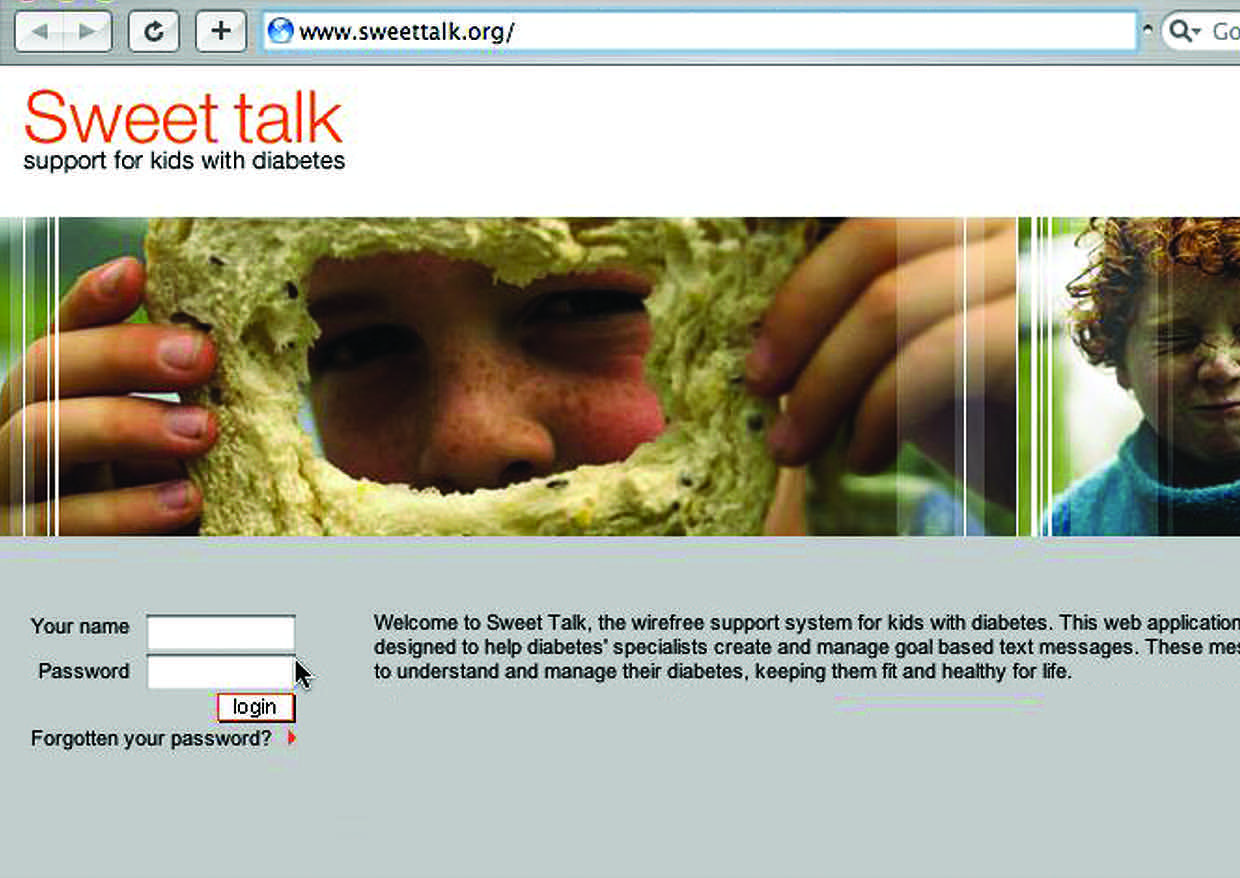 www.sweettalk.org/
Go
Sweet talk
support for kids with diabetes
Your name
Password
login
Forgotten your password?
Welcome to Sweet Talk, the wirefree support system for kids with diabetes. This web application
designed to help diabetes' specialists create and manage goal based text messages. These mes
to understand and manage their diabetes, keeping them fit and healthy for life.